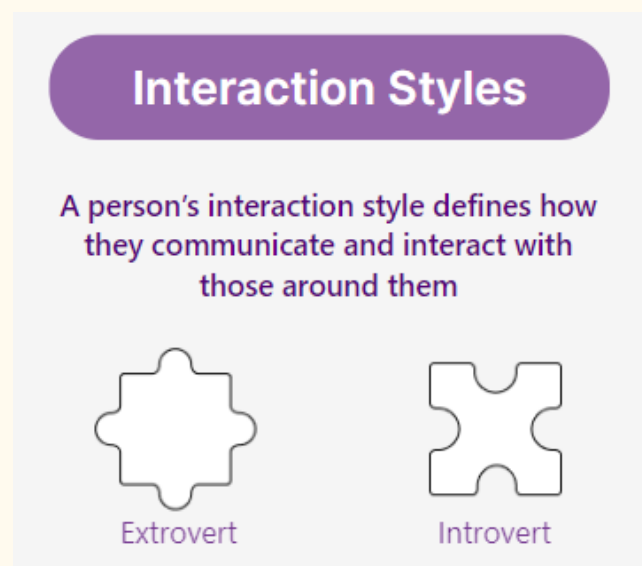 Interaction Styles
A person’s interaction style defines how
they communicate and interact with
those around them
Extrovert
Introvert